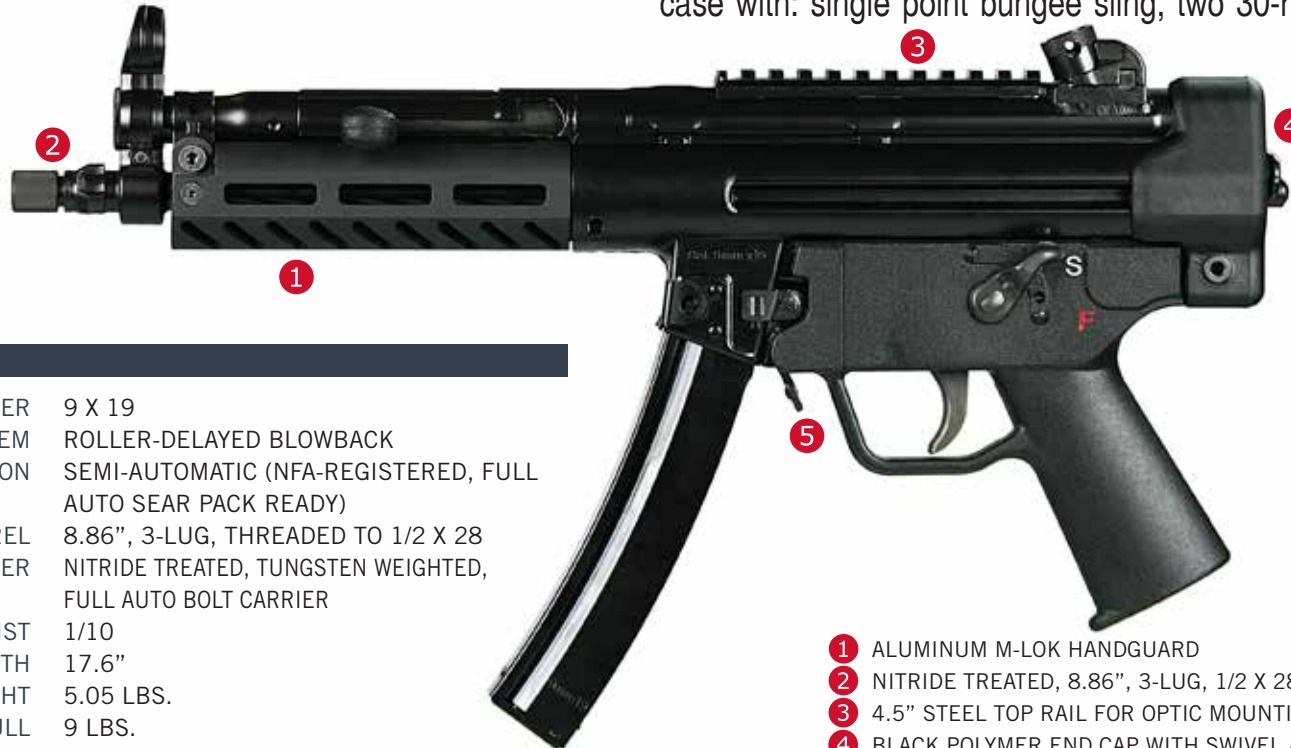 case with: single point bungee sling, two 30-r
3
2
4
1
S
F
5
ER 9 X 19
EM ROLLER-DELAYED BLOWBACK
ON SEMI-AUTOMATIC (NFA-REGISTERED, FULL
AUTO SEAR PACK READY)
REL 8.86”, 3-LUG, THREADED TO 1/2 X 28
ER NITRIDE TREATED, TUNGSTEN WEIGHTED,
FULL AUTO BOLT CARRIER
IST 1/10
TH 17.6”
HT 5.05 LBS.
ULL 9 LBS.
1 ALUMINUM M-LOK HANDGUARD
2 NITRIDE TREATED, 8.86”, 3-LUG, 1/2 X 28
3 4.5” STEEL TOP RAIL FOR OPTIC MOUNTI
4 BLACK POLYMER END CAP WITH SWIVEL